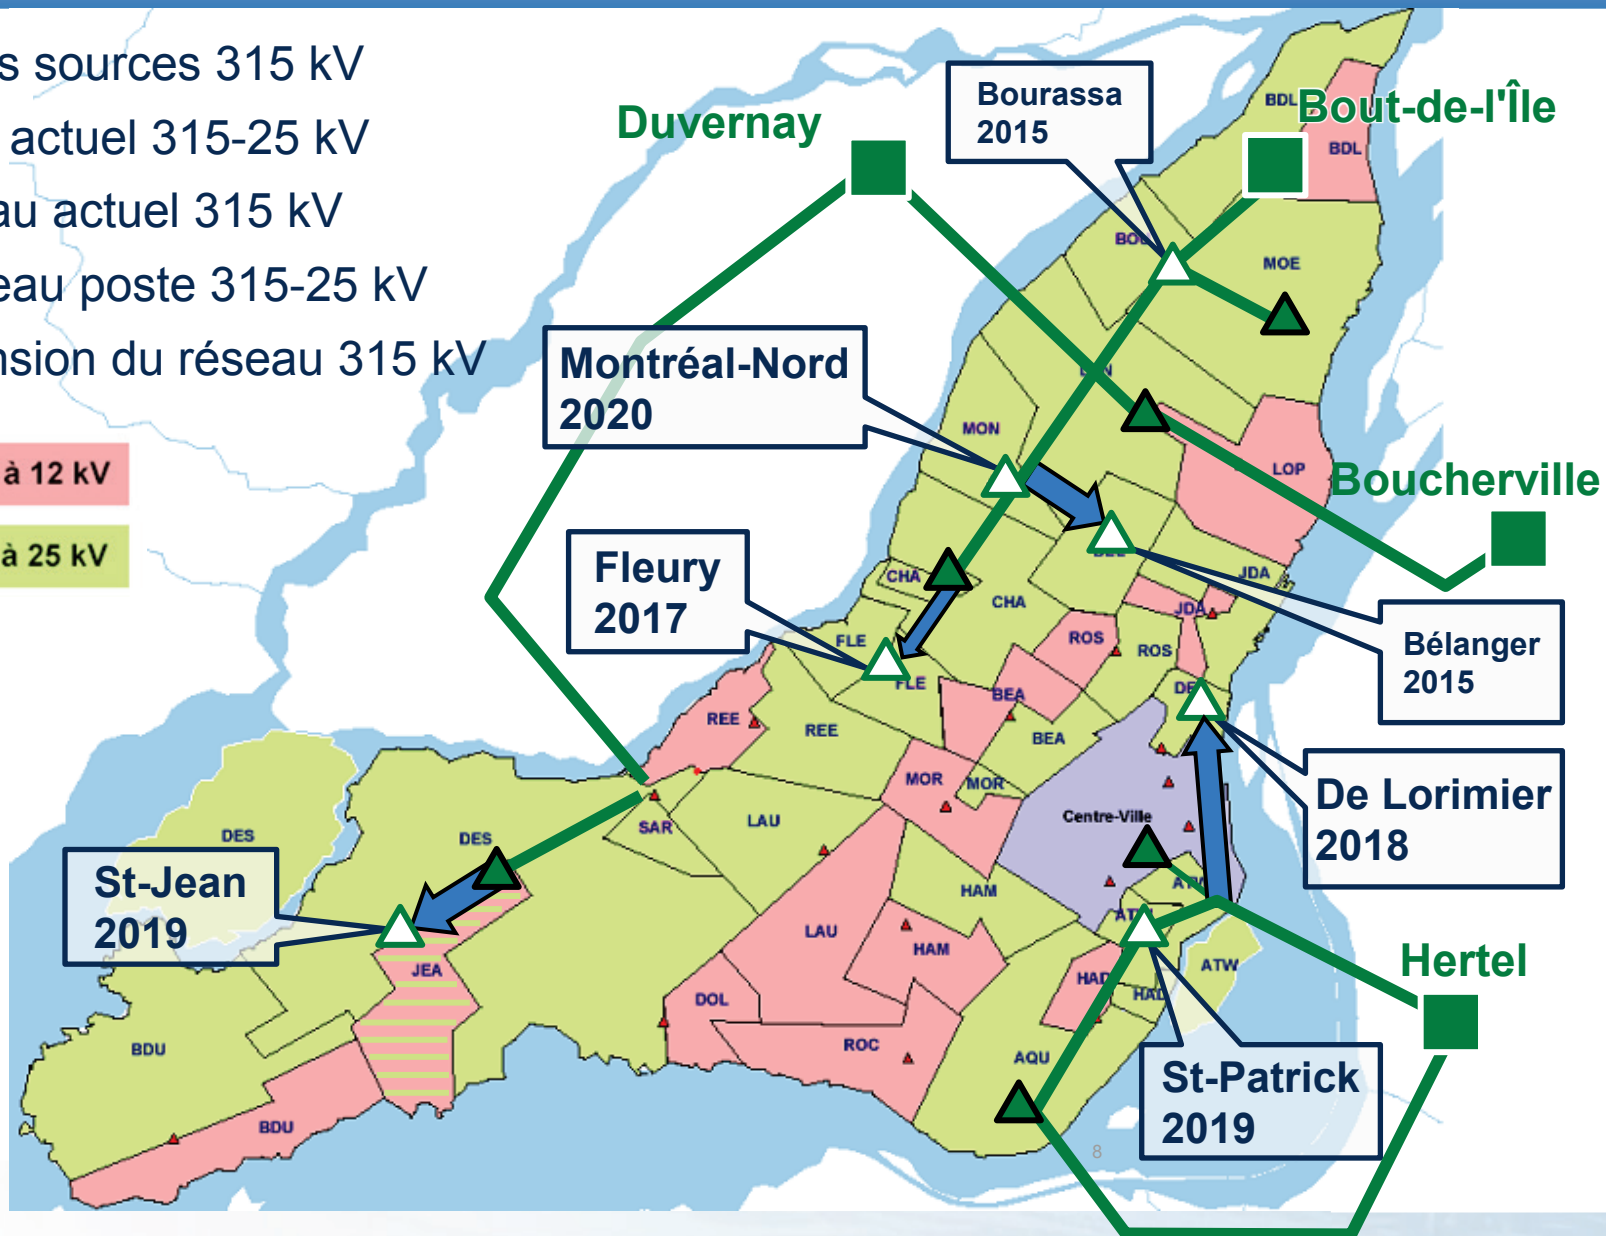 s sources 315 kV
actuel 315-25 kV
au actuel 315 kV
eau poste 315-25 kV
nsion du réseau 315 kV
à 12 kV
à 25 kV
Duvernay
Bourassa
2015
BDL
Bout-de-l'Île
BDL
BOU
MOE
Montréal-Nord
2020
MON
LOP
Boucherville
Fleury
2017
CHA
CHA
JDA
JDA
Bélanger
2015
FLE
ROS
ROS
FLE
BEA
REE
REE
BEA
MOR
MOR
De Lorimier
2018
Centre-Ville
SAR
LAU
DES
DES
St-Jean
2019
HAM
LAU
HAM
Hertel
ATW
JEA
HAD
HAD
DOL
BDU
ROC
AQU
St-Patrick
2019
BDU
8